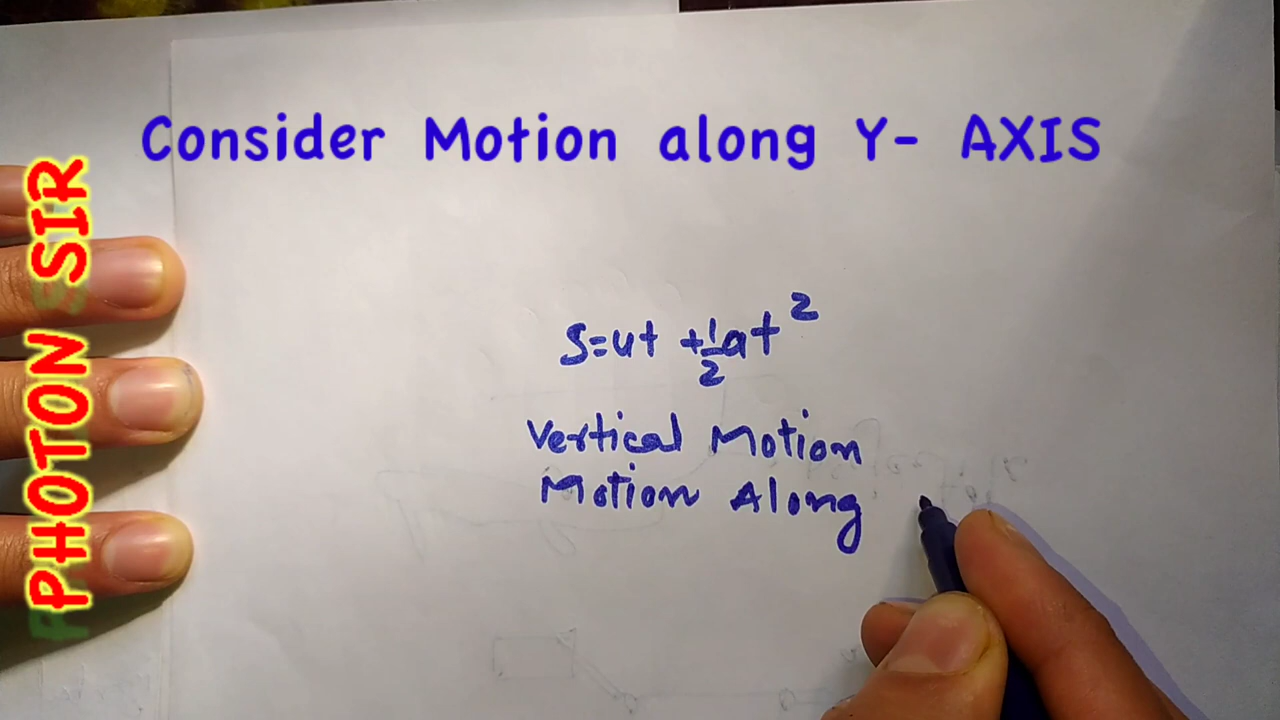 Consider Motion along Y- AXIS
PHOTON SIR
S=ut +1/2at²
Vertical Motion
Motion Along